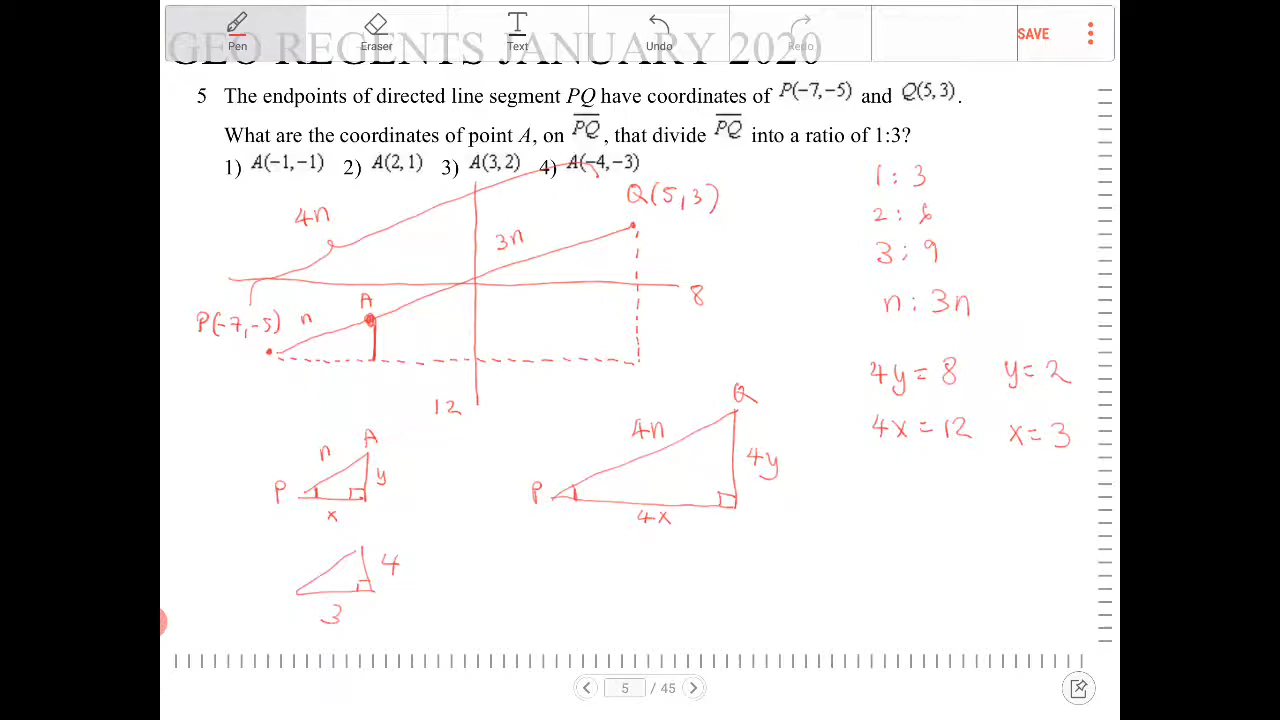 Pen Eraser Text Undo Redo SAVE
GEO REGENTS JANUARY 2020
5 The endpoints of directed line segment PQ have coordinates of P(−7,−5) and Q(5,3).
What are the coordinates of point A, on PQ, that divide PQ into a ratio of 1:3?
1) A(−1,−1) 2) A(2,1) 3) A(3,2) 4) A(−4,−3)
1 : 3
Q(5,3)
4n
2 : 6
3n
3 : 9
8
A
n : 3n
P(-7,-5)
n
4y = 8 y = 2
12
Q
4n
4x = 12 x = 3
A
n
4y
y
P
P
x
4x
4
3
5 / 45